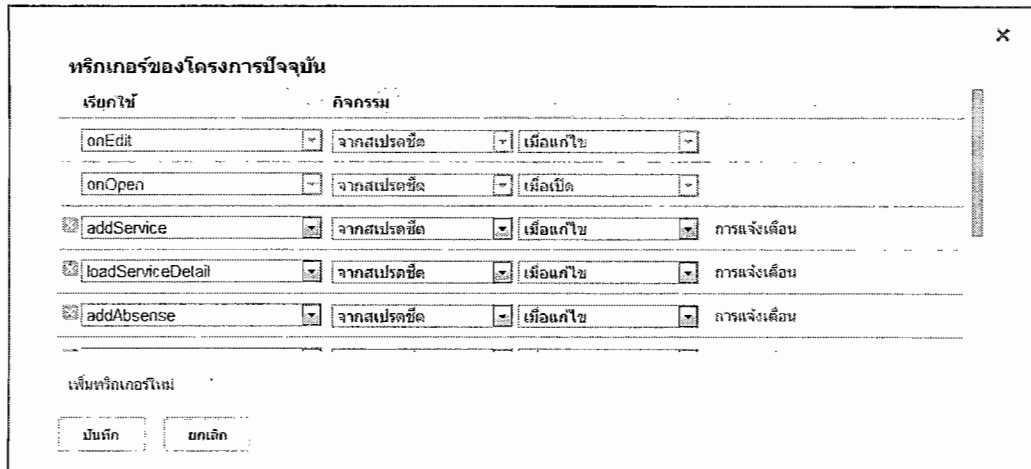 ×
ทริกเกอร์ของโครงการปัจจุบัน
เรียกใช้ กิจกรรม
onEdit จากสเปรดชีต เมื่อแก้ไข
onOpen จากสเปรดชีต เมื่อเปิด
addService จากสเปรดชีต เมื่อแก้ไข การแจ้งเตือน
loadServiceDetail จากสเปรดชีต เมื่อแก้ไข การแจ้งเตือน
addAbsense จากสเปรดชีต เมื่อแก้ไข การแจ้งเตือน
เพิ่มทริกเกอร์ใหม่
บันทึก ยกเลิก